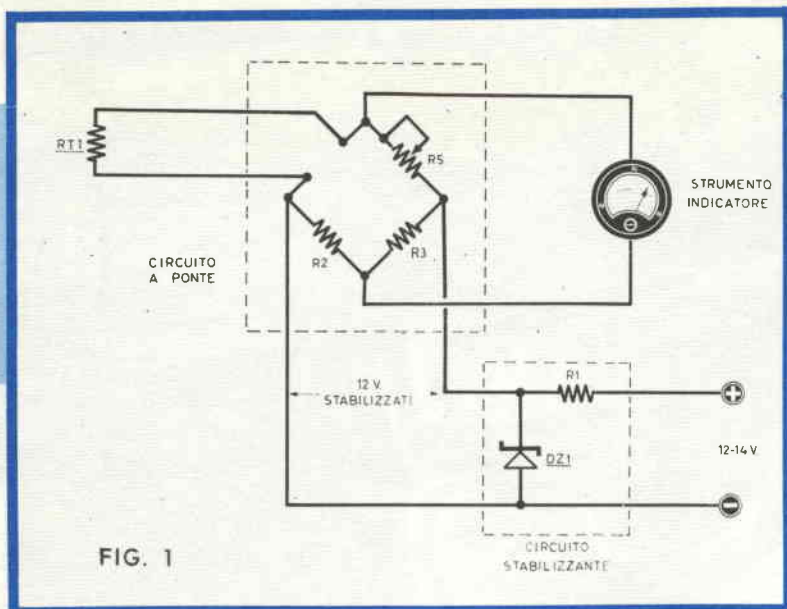 RT1
R5
R2
R3
STRUMENTO
INDICATORE
CIRCUITO
A PONTE
12 V.
STABILIZZATI
R1
DZ1
12-14 V.
CIRCUITO
STABILIZZANTE
FIG. 1